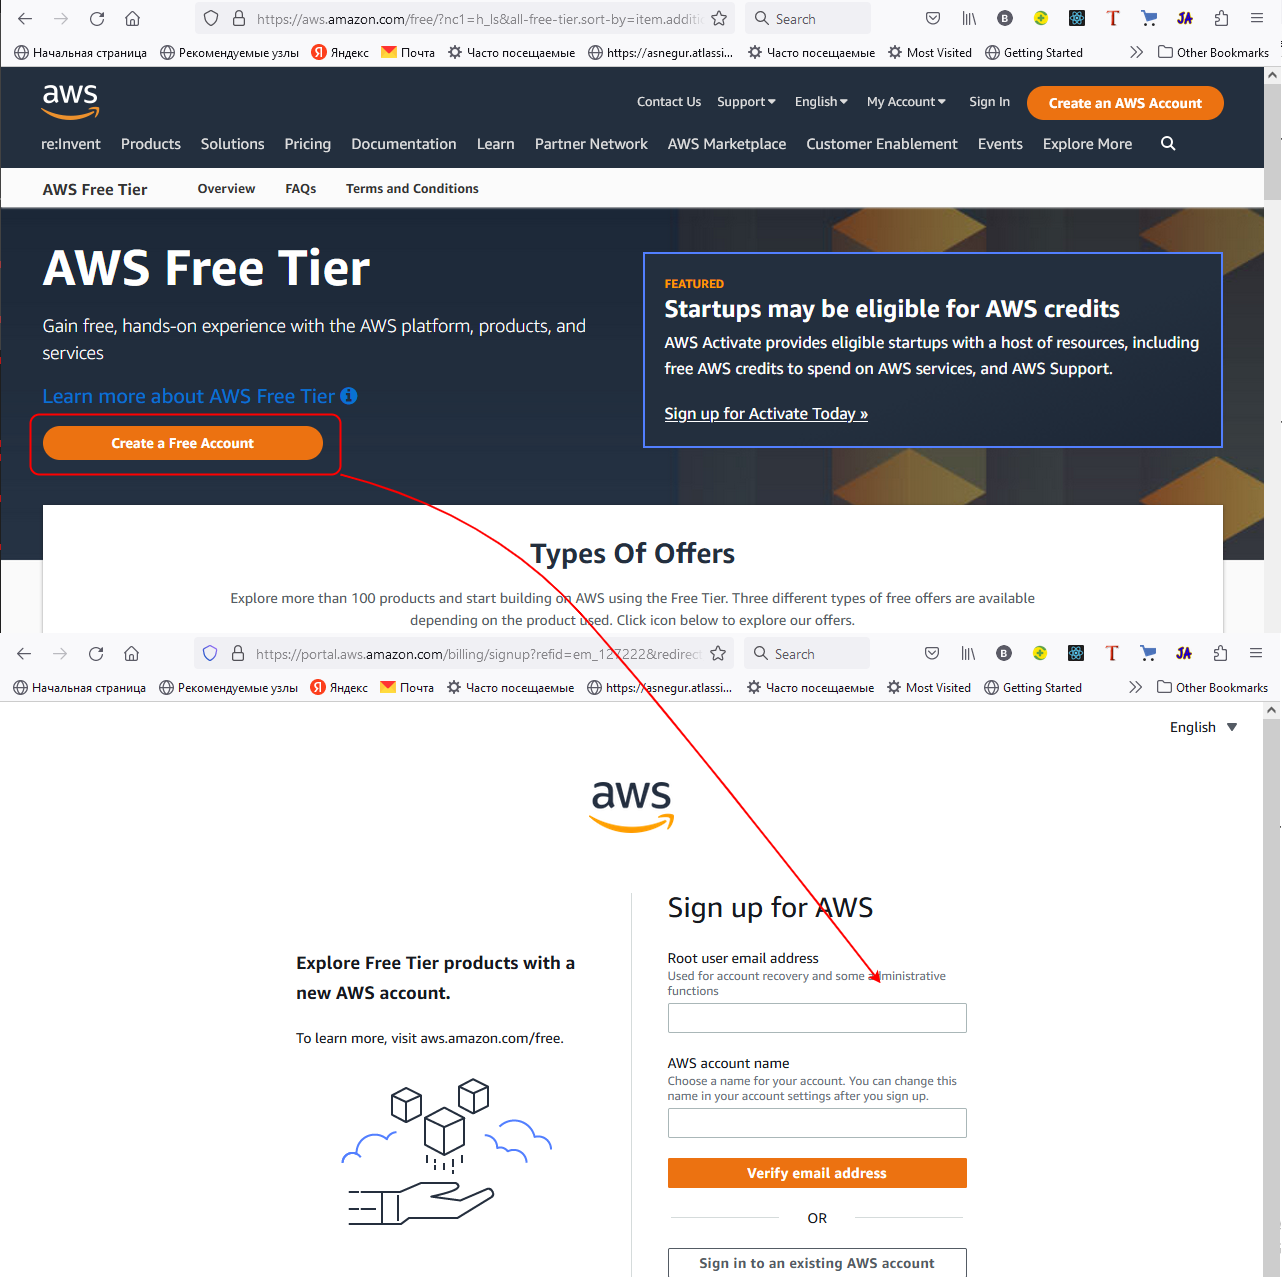 https://aws.amazon.com/free/?nc1=h_ls&all-free-tier.sort-by=item.additi
Search
Начальная страница Рекомендуемые узлы Яндекс Почта Часто посещаемые https://asnegur.atlassi... Часто посещаемые Most Visited Getting Started Other Bookmarks
aws
Contact Us Support English My Account Sign In Create an AWS Account
re:Invent Products Solutions Pricing Documentation Learn Partner Network AWS Marketplace Customer Enablement Events Explore More
AWS Free Tier Overview FAQs Terms and Conditions
AWS Free Tier
Gain free, hands-on experience with the AWS platform, products, and
services
Learn more about AWS Free Tier
Create a Free Account
FEATURED
Startups may be eligible for AWS credits
AWS Activate provides eligible startups with a host of resources, including
free AWS credits to spend on AWS services, and AWS Support.
Sign up for Activate Today »
Types Of Offers
Explore more than 100 products and start building on AWS using the Free Tier. Three different types of free offers are available
depending on the product used. Click icon below to explore our offers.
https://portal.aws.amazon.com/billing/signup?refid=em_127222&redirect
Search
Начальная страница Рекомендуемые узлы Яндекс Почта Часто посещаемые https://asnegur.atlassi... Часто посещаемые Most Visited Getting Started Other Bookmarks
English
aws
Explore Free Tier products with a
new AWS account.
To learn more, visit aws.amazon.com/free.
Sign up for AWS
Root user email address
Used for account recovery and some administrative
functions
AWS account name
Choose a name for your account. You can change this
name in your account settings after you sign up.
Verify email address
OR
Sign in to an existing AWS account